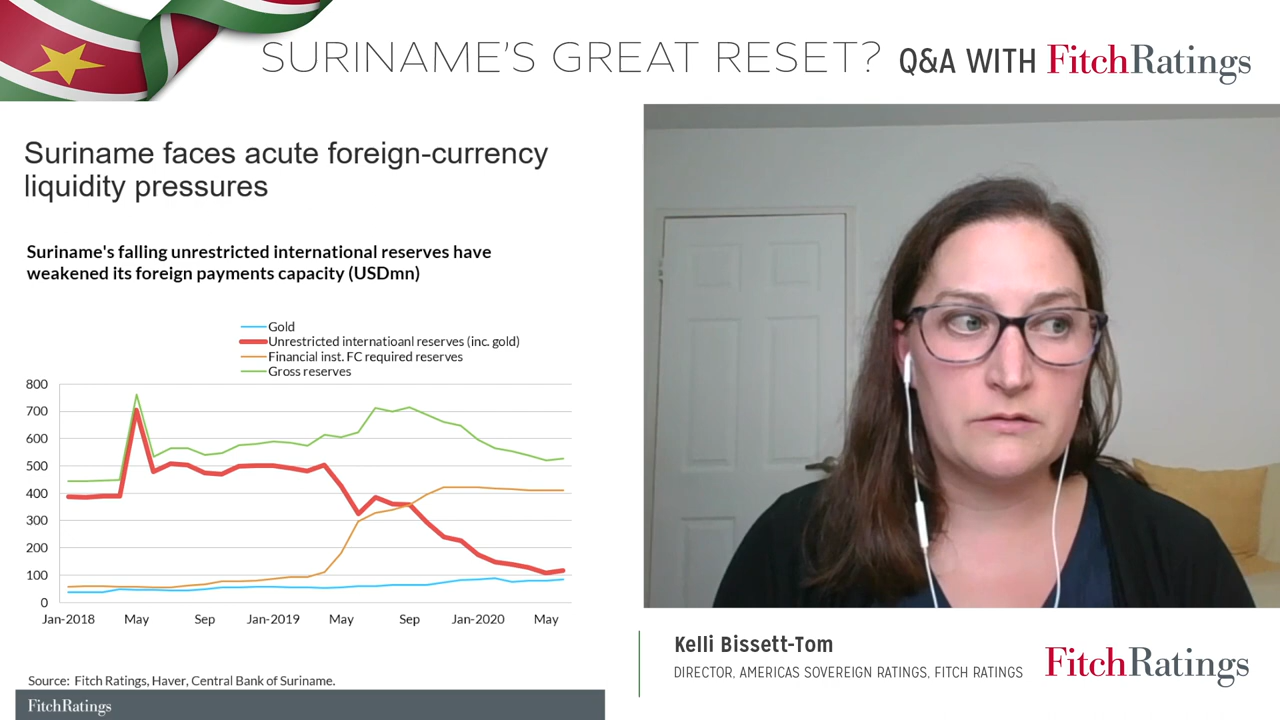 SURINAME'S GREAT RESET? Q&A WITH FitchRatings
Suriname faces acute foreign-currency
liquidity pressures
Suriname's falling unrestricted international reserves have
weakened its foreign payments capacity (USDmn)
Gold
Unrestricted internatioanl reserves (inc. gold)
Financial inst. FC required reserves
Gross reserves
800
700
600
500
400
300
200
100
0
Jan-2018 May Sep Jan-2019 May Sep Jan-2020 May
Source: Fitch Ratings, Haver, Central Bank of Suriname.
FitchRatings
Kelli Bissett-Tom
DIRECTOR, AMERICAS SOVEREIGN RATINGS, FITCH RATINGS
FitchRatings